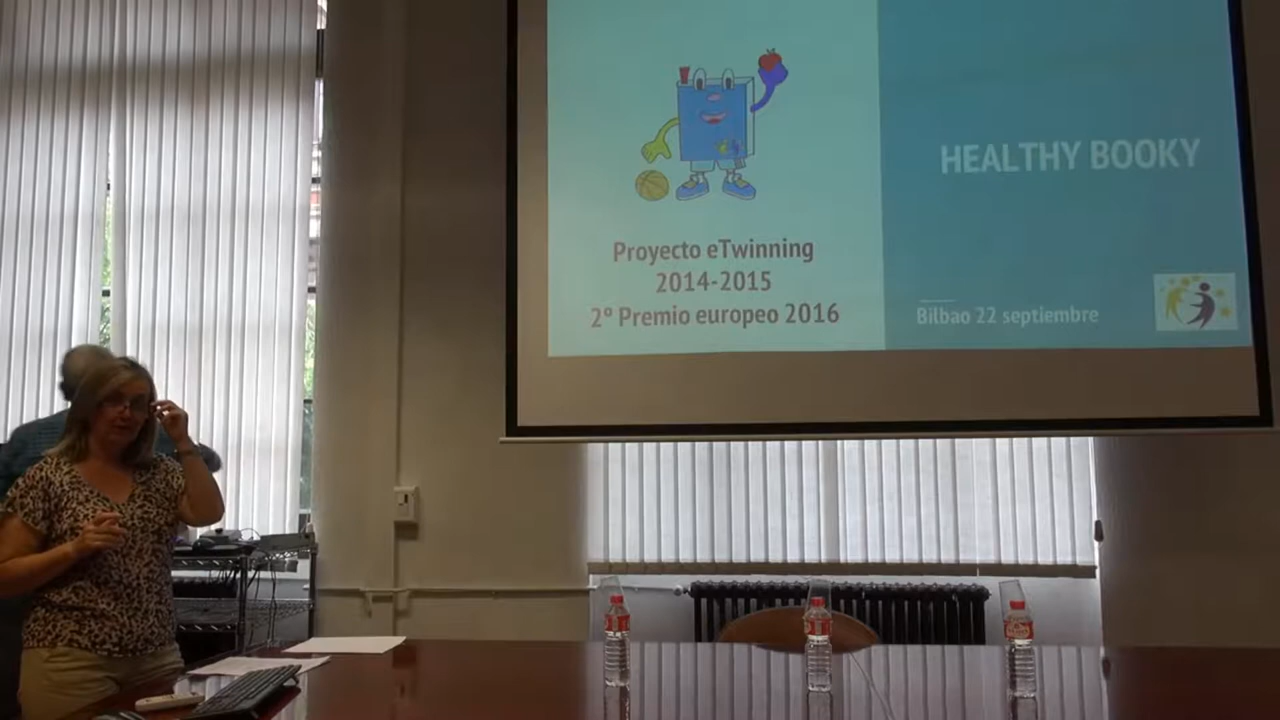 Proyecto eTwinning
2014-2015
2º Premio europeo 2016
HEALTHY BOOKY
Bilbao 22 septiembre